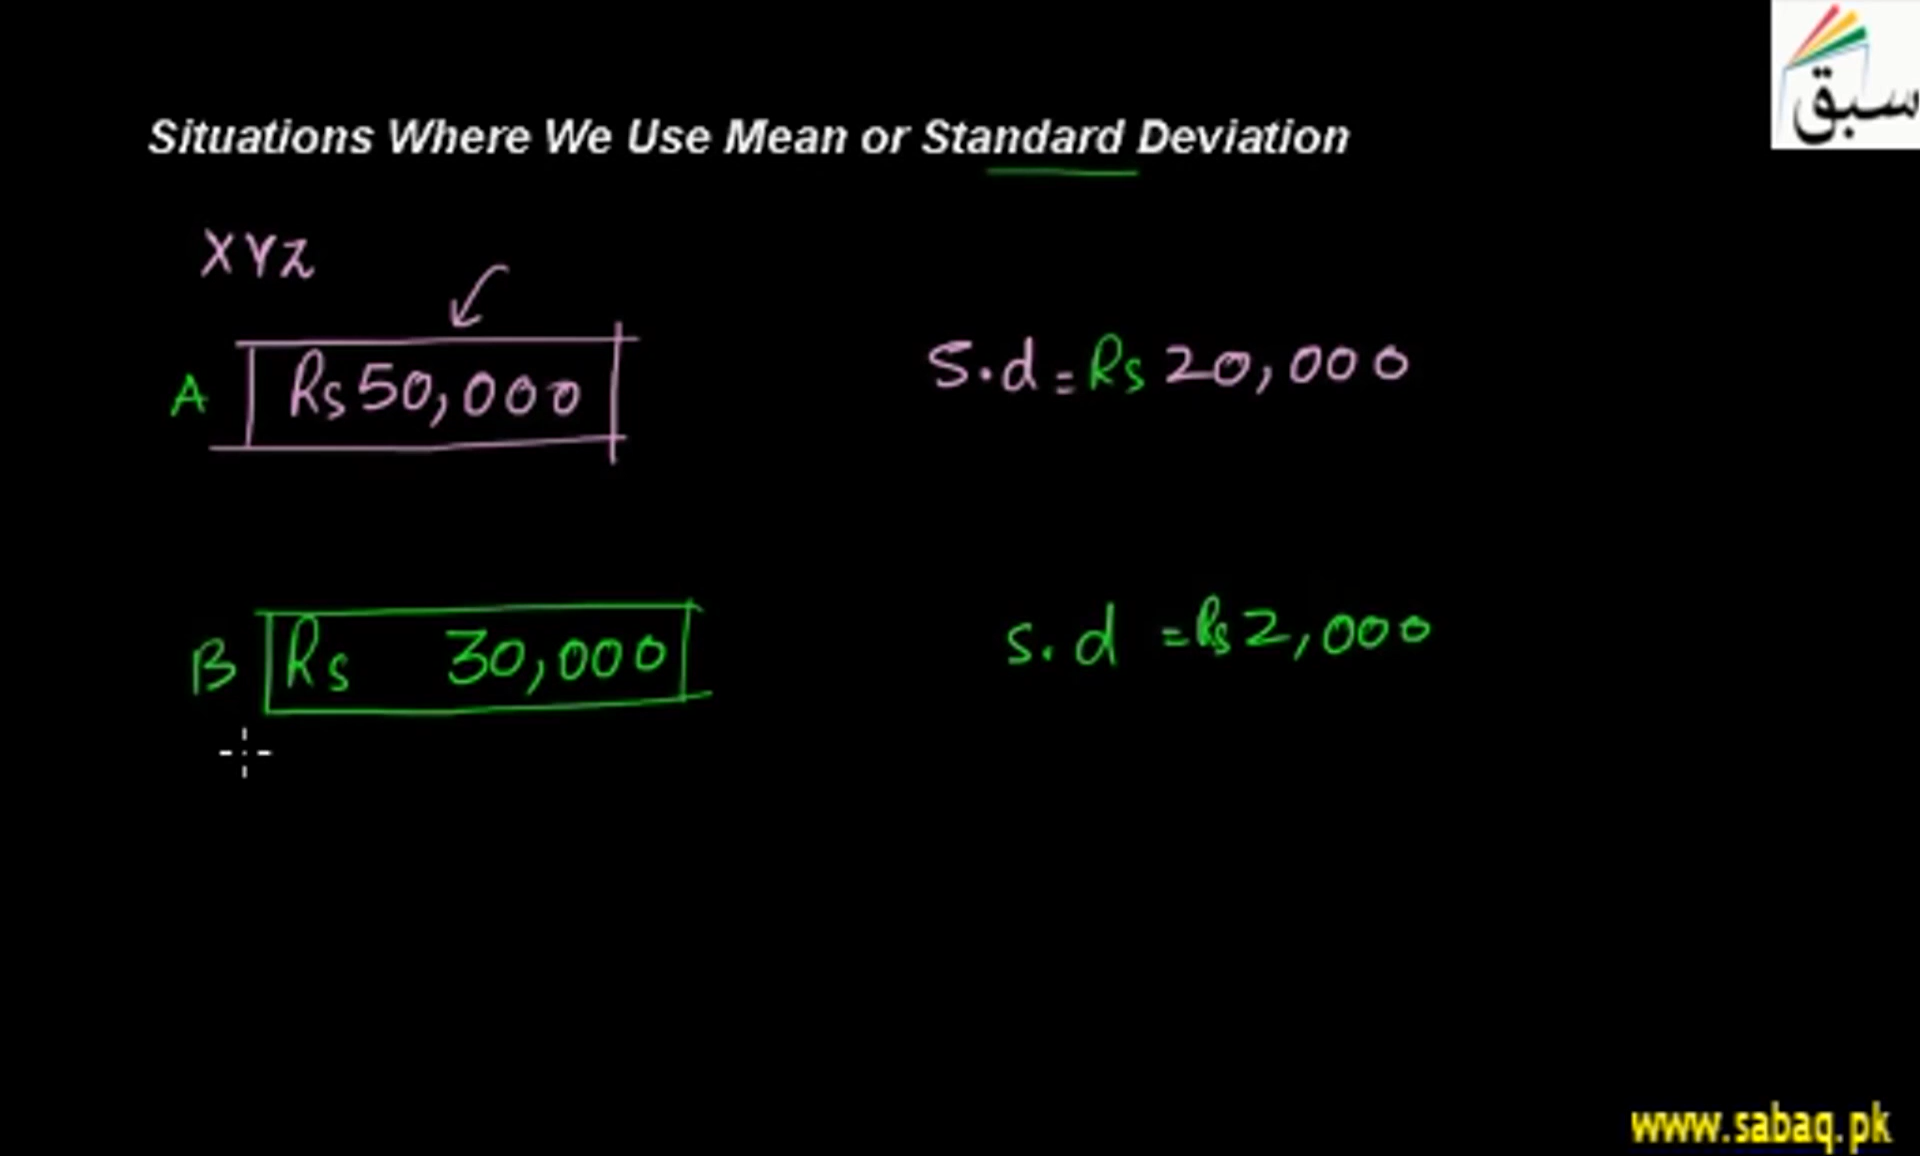 سبق
Situations Where We Use Mean or Standard Deviation
XYZ
A Rs 50,000 S.d = Rs 20,000
B Rs 30,000 s.d = Rs 2,000
www.sabaq.pk